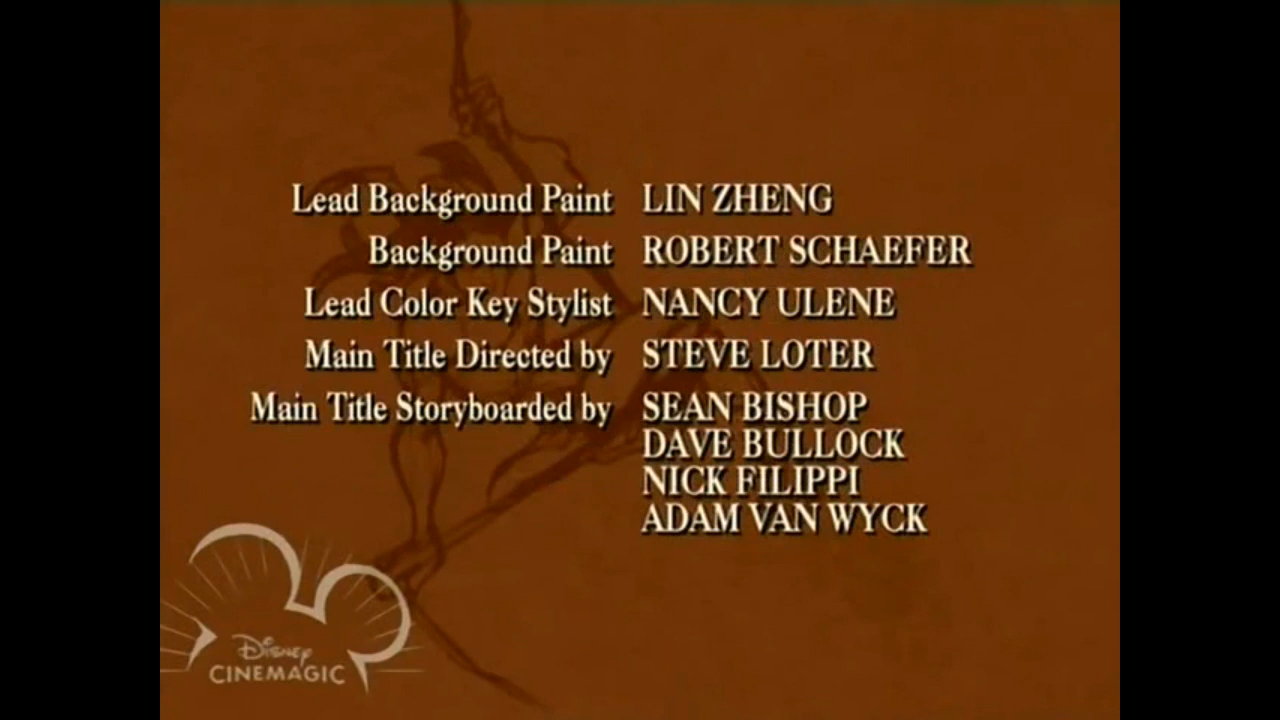 Lead Background Paint LIN ZHENG
Background Paint ROBERT SCHAEFER
Lead Color Key Stylist NANCY ULENE
Main Title Directed by STEVE LOTER
Main Title Storyboarded by SEAN BISHOP
DAVE BULLOCK
NICK FILIPPI
ADAM VAN WYCK
DISNEY
CINEMAGIC